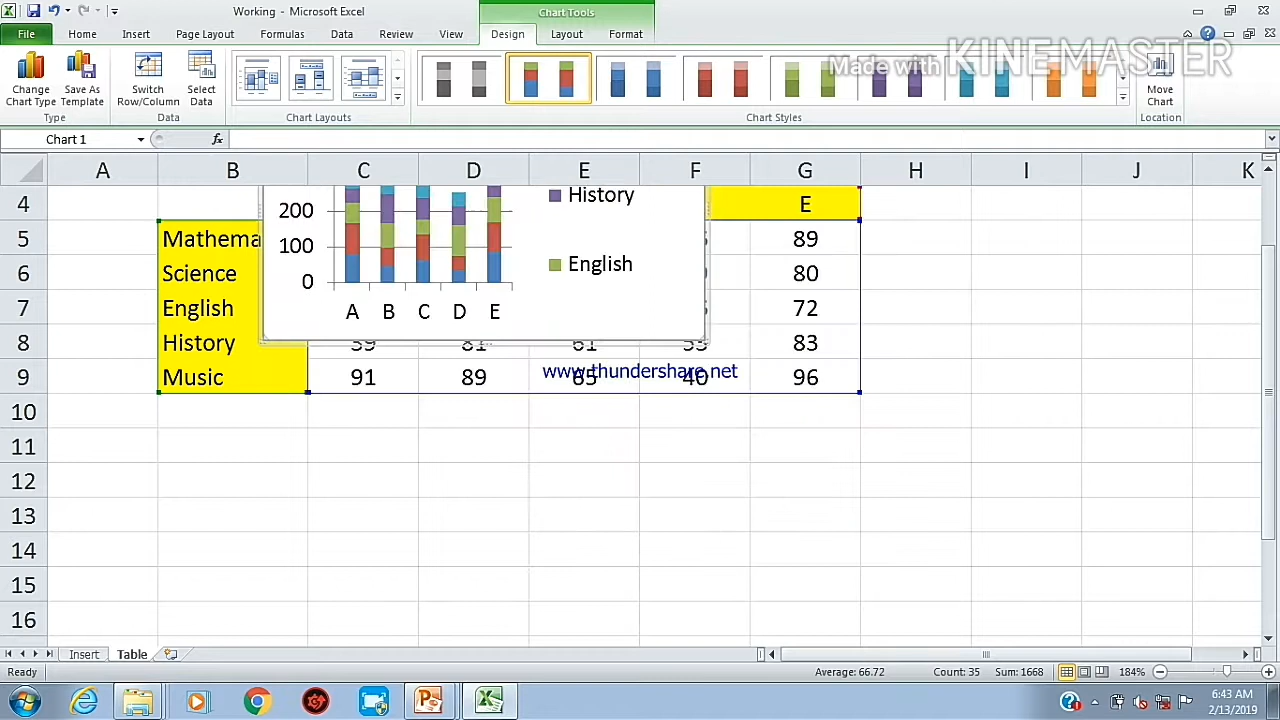 Working - Microsoft Excel
Chart Tools
File Home Insert Page Layout Formulas Data Review View Design Layout Format
Made with KINEMASTER
Change Chart Type
Save As Template
Switch Row/Column
Select Data
Move Chart
Type Data Chart Layouts Chart Styles Location
Chart 1 fx
A B C D E F G H I J K
4 E
200 History
5 Mathema 89
100
6 Science English 80
0
7 English 72
A B C D E
8 History 83
www.thundershare.net
9 Music 91 89 65 40 96
10
11
12
13
14
15
16
Insert Table
Ready Average: 66.72 Count: 35 Sum: 1668 184%
6:43 AM
2/13/2019